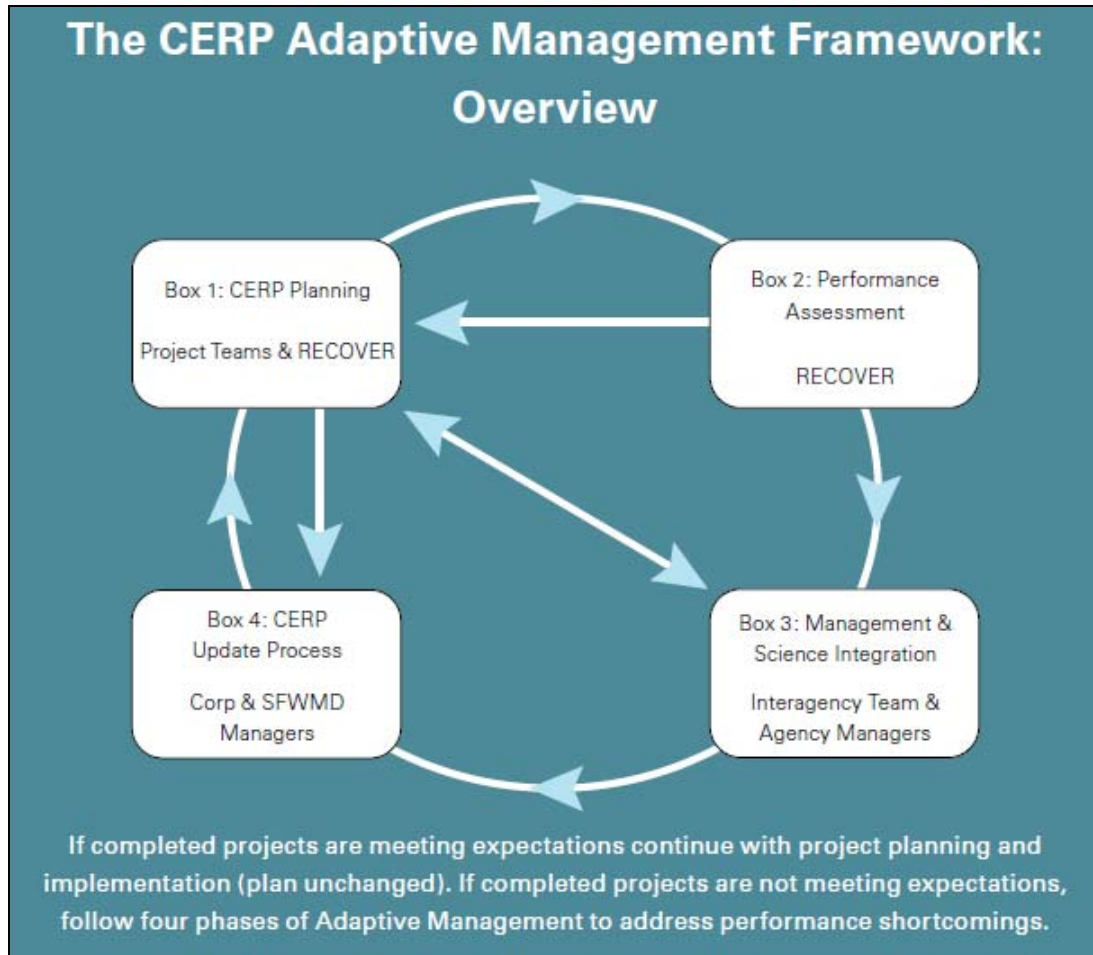 The CERP Adaptive Management Framework:
Overview
Box 1: CERP Planning
Project Teams & RECOVER
Box 2: Performance
Assessment
RECOVER
Box 4: CERP
Update Process
Corp & SFWMD
Managers
Box 3: Management &
Science Integration
Interagency Team &
Agency Managers
If completed projects are meeting expectations continue with project planning and
implementation (plan unchanged). If completed projects are not meeting expectations,
follow four phases of Adaptive Management to address performance shortcomings.